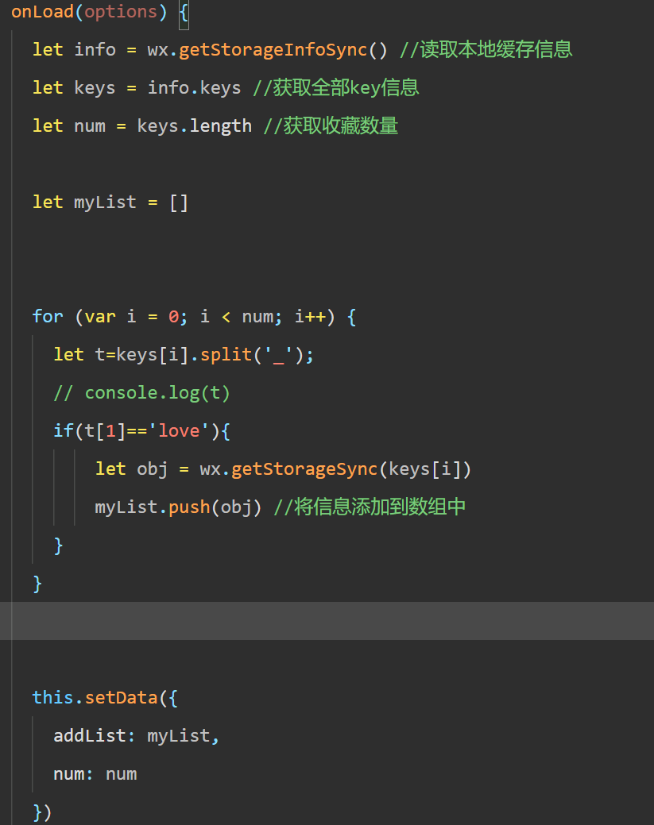 onLoad(options) {
let info = wx.getStorageInfoSync() //读取本地缓存信息
let keys = info.keys //获取全部key信息
let num = keys.length //获取收藏数量
let myList = []
for (var i = 0; i < num; i++) {
let t=keys[i].split('_');
// console.log(t)
if(t[1]=='love'){
let obj = wx.getStorageSync(keys[i])
myList.push(obj) //将信息添加到数组中
}
}
this.setData({
addList: myList,
num: num
})